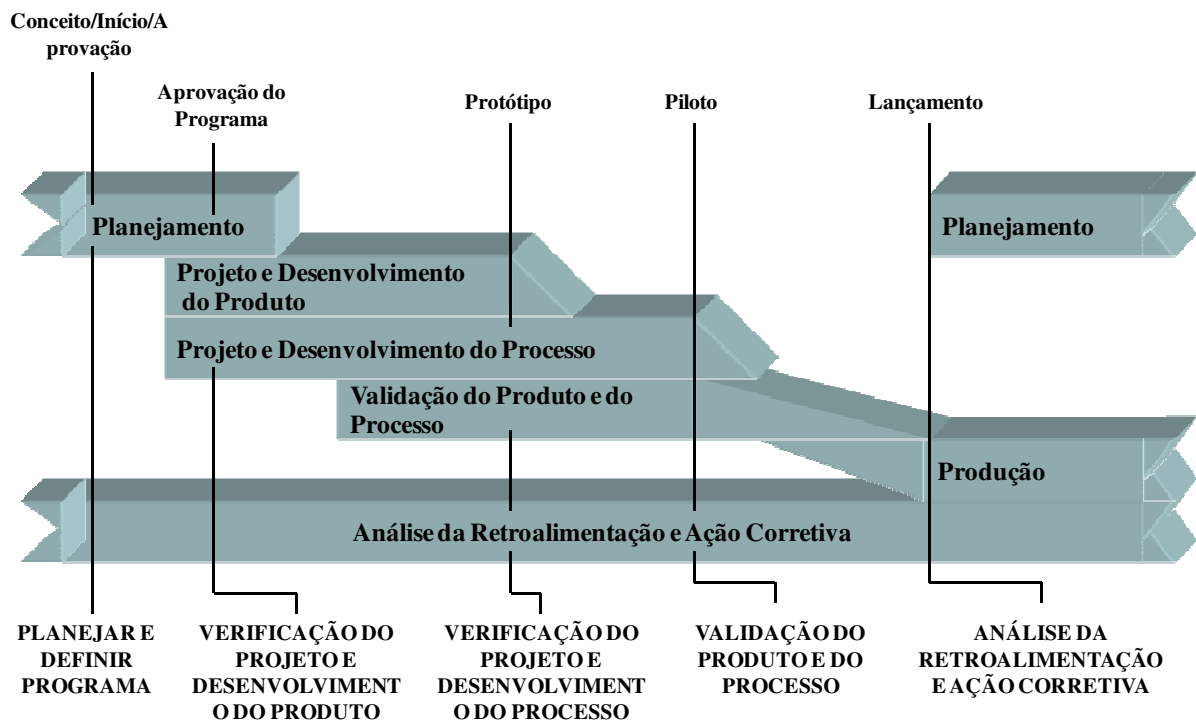 Conceito/Início/A
provação
Aprovação do
Programa
Protótipo
Piloto
Lançamento
Planejamento
Planejamento
Projeto e Desenvolvimento
do Produto
Projeto e Desenvolvimento do Processo
Validação do Produto e do
Processo
Produção
Análise da Retroalimentação e Ação Corretiva
PLANEJAR E
DEFINIR
PROGRAMA
VERIFICAÇÃO DO
PROJETO E
DESENVOLVIMENT
O DO PRODUTO
VERIFICAÇÃO DO
PROJETO E
DESENVOLVIMENT
O DO PROCESSO
VALIDAÇÃO DO
PRODUTO E DO
PROCESSO
ANÁLISE DA
RETROALIMENTAÇÃO
E AÇÃO CORRETIVA